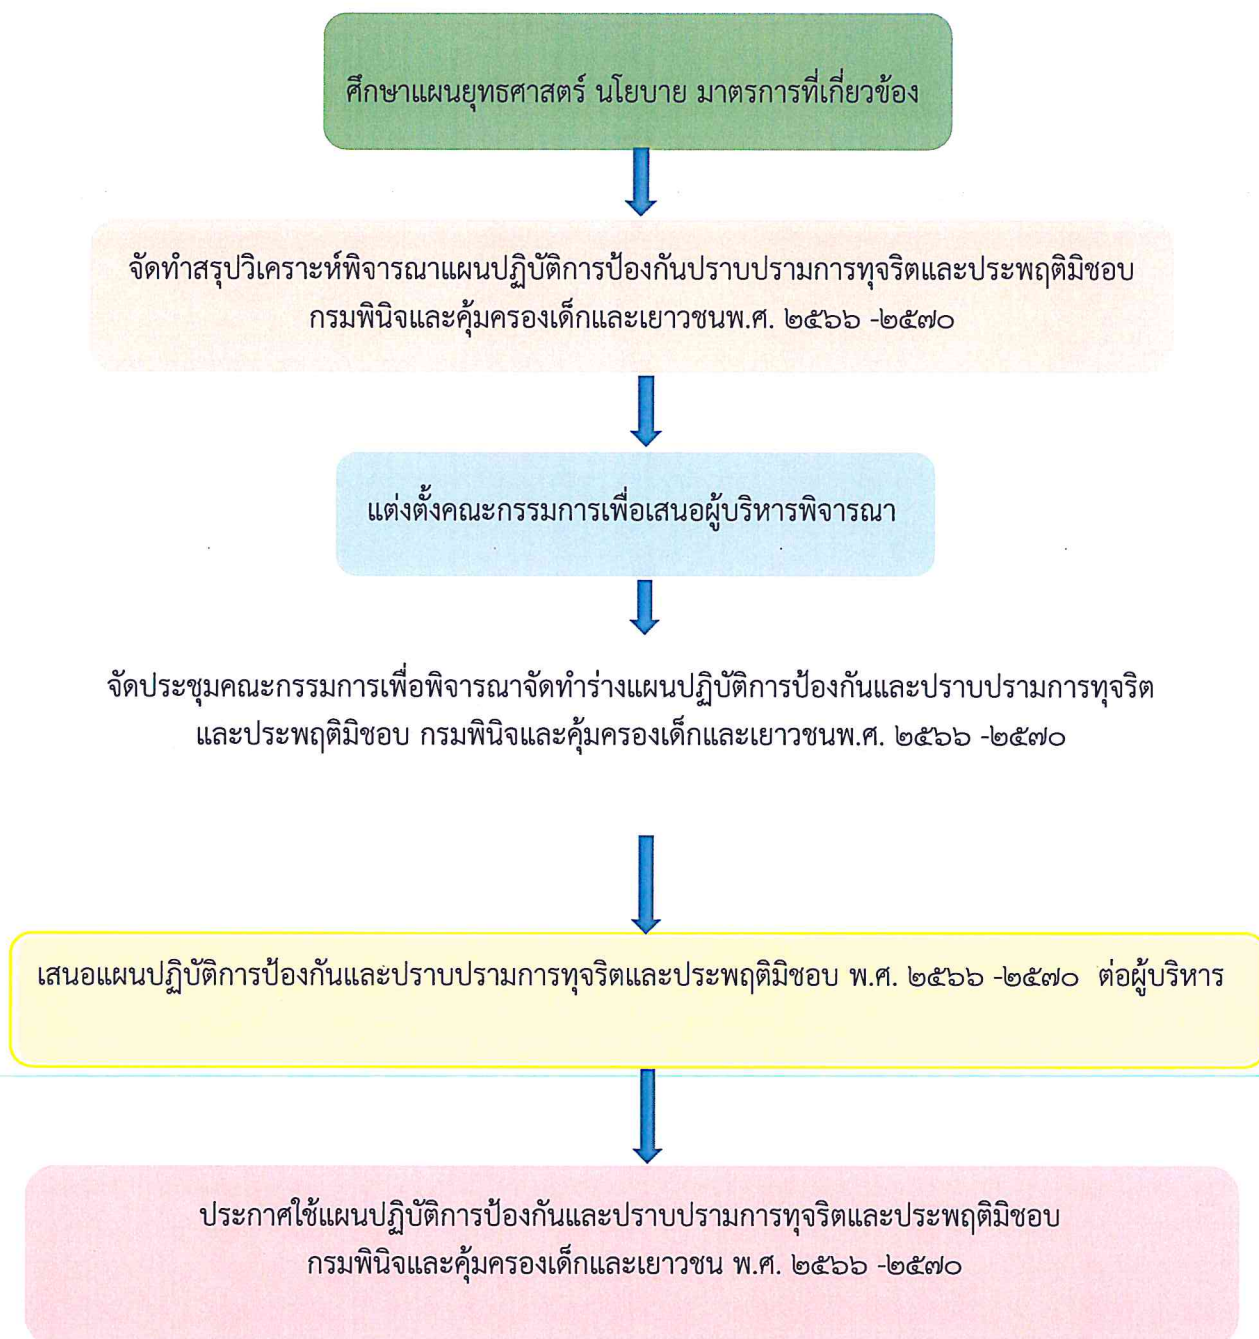 ศึกษาแผนยุทธศาสตร์ นโยบาย มาตรการที่เกี่ยวข้อง
จัดทำสรุปวิเคราะห์พิจารณาแผนปฏิบัติการป้องกันปราบปรามการทุจริตและประพฤติมิชอบ
กรมพินิจและคุ้มครองเด็กและเยาวชนพ.ศ. ๒๕๖๖ -๒๕๗๐
แต่งตั้งคณะกรรมการเพื่อเสนอผู้บริหารพิจารณา
จัดประชุมคณะกรรมการเพื่อพิจารณาจัดทำร่างแผนปฏิบัติการป้องกันและปราบปรามการทุจริต
และประพฤติมิชอบ กรมพินิจและคุ้มครองเด็กและเยาวชนพ.ศ. ๒๕๖๖ -๒๕๗๐
เสนอแผนปฏิบัติการป้องกันและปราบปรามการทุจริตและประพฤติมิชอบ พ.ศ. ๒๕๖๖ -๒๕๗๐ ต่อผู้บริหาร
ประกาศใช้แผนปฏิบัติการป้องกันและปราบปรามการทุจริตและประพฤติมิชอบ
กรมพินิจและคุ้มครองเด็กและเยาวชน พ.ศ. ๒๕๖๖ -๒๕๗๐